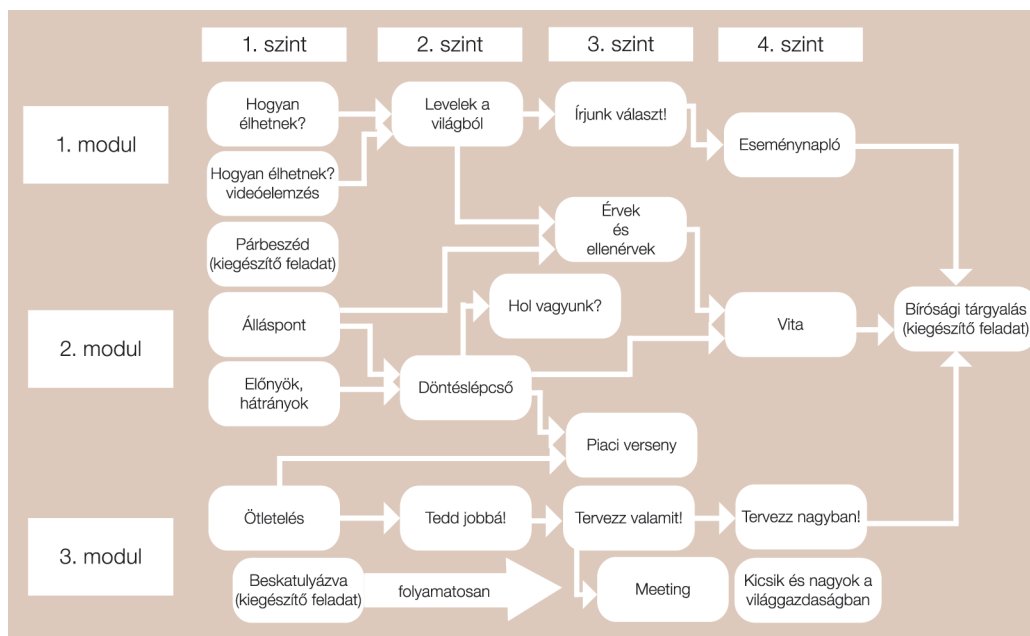 1. szint
2. szint
3. szint
4. szint
1. modul
Hogyan
élhetnek?
Levelek a
világból
Írjunk választ!
Eseménynapló
Hogyan élhetnek?
videóelemzés
Érvek
és
ellenérvek
Párbeszéd
(kiegészítő feladat)
2. modul
Álláspont
Hol vagyunk?
Vita
Bírósági tárgyalás
(kiegészítő feladat)
Előnyök,
hátrányok
Döntéslépcső
Piaci verseny
3. modul
Ötletelés
Tedd jobbá!
Tervezz valamit!
Tervezz nagyban!
Beskatulyázva
(kiegészítő feladat)
folyamatosan
Meeting
Kicsik és nagyok a
világgazdaságban